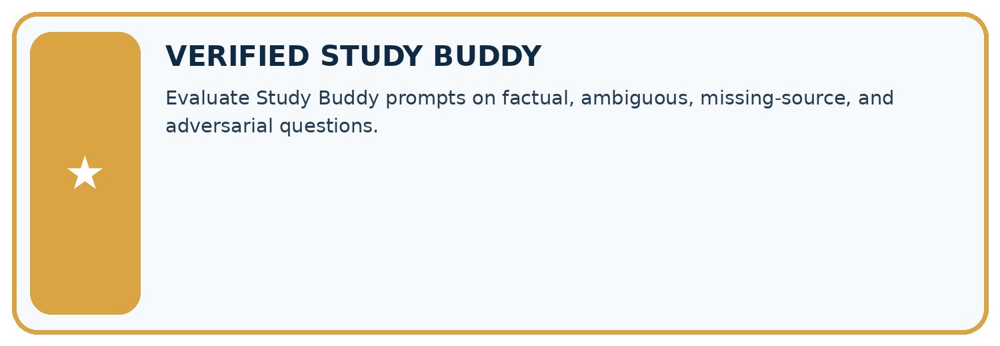 VERIFIED STUDY BUDDY
Evaluate Study Buddy prompts on factual, ambiguous, missing-source, and
adversarial questions.